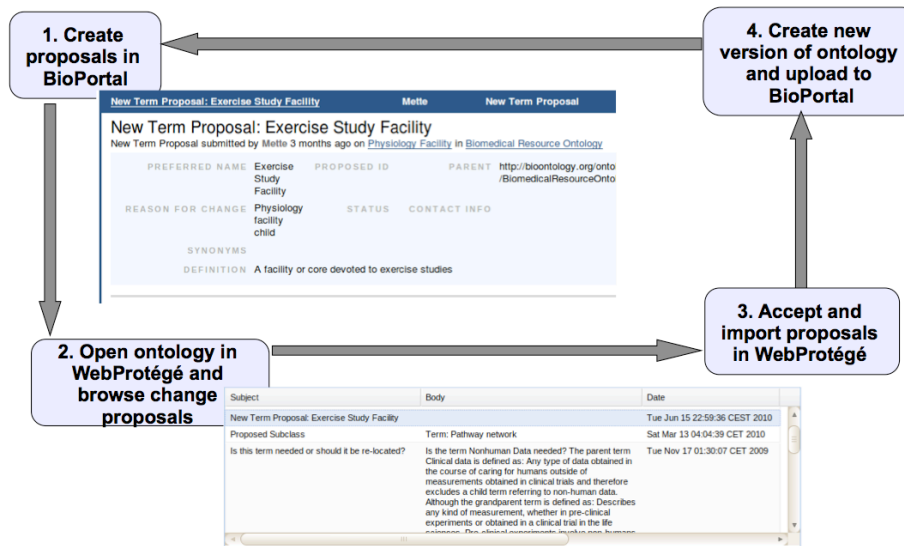 1. Create
proposals in
BioPortal
4. Create new
version of ontology
and upload to
BioPortal
New Term Proposal: Exercise Study Facility Mette New Term Proposal
New Term Proposal: Exercise Study Facility
New Term Proposal submitted by Mette 3 months ago on Physiology Facility in Biomedical Resource Ontology
PREFERRED NAME Exercise Study Facility PROPOSED ID PARENT http://bioontology.org/onto /BiomedicalResourceOnto
REASON FOR CHANGE Physiology facility child STATUS CONTACT INFO
SYNONYMS
DEFINITION A facility or core devoted to exercise studies
2. Open ontology in
WebProtégé and
browse change
proposals
3. Accept and
import proposals
in WebProtégé
Subject Body Date
New Term Proposal: Exercise Study Facility Tue Jun 15 22:59:36 CEST 2010
Proposed Subclass Term: Pathway network Sat Mar 13 04:04:39 CET 2010
Is this term needed or should it be re-located? Is the term Nonhuman Data needed? The parent term Tue Nov 17 01:30:07 CET 2009
Clinical data is defined as: Any type of data obtained in
the course of caring for humans outside of
measurements obtained in clinical trials and therefore
excludes a child term referring to non-human data.
Although the grandparent term is defined as: Describes
any kind of measurement, whether in pre-clinical
experiments or obtained in a clinical trial in the life
sciences. Pre-clinical experiments involve non-humans